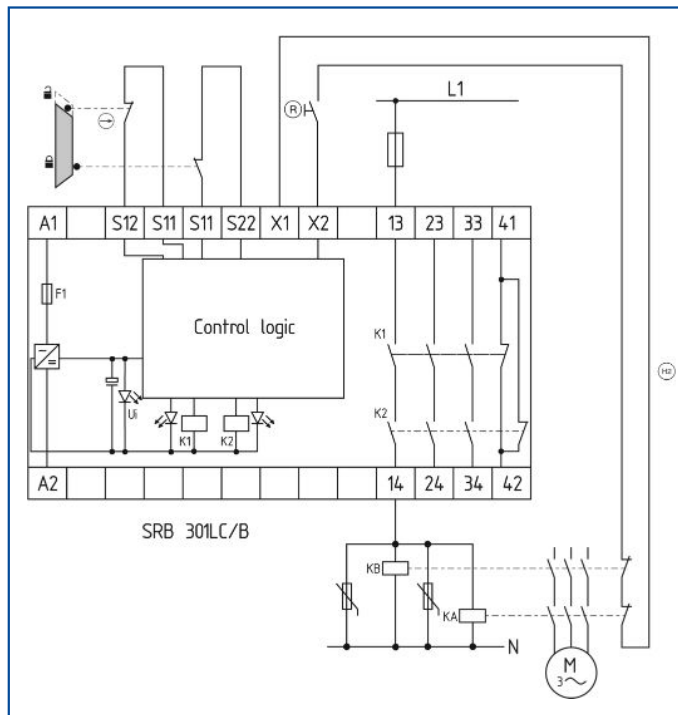 L1
R
A1 S12 S11 S11 S22 X1 X2 13 23 33 41
F1
Control logic
K1
H2
Ui
K1 K2
K2
A2 14 24 34 42
SRB 301LC/B
KB
KA
N
M
3~